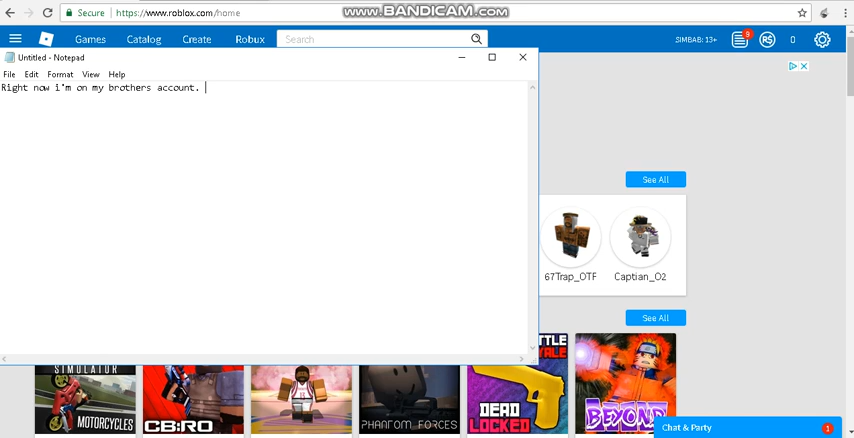 www.BANDICAM.com
Secure https://www.roblox.com/home
Games Catalog Create Robux Search SIMBAB: 13+ 9 R$ 0
Untitled - Notepad
File Edit Format View Help
Right now i'm on my brothers account.
See All
67Trap_OTF Captian_O2
See All
SIMULATOR
MOTORCYCLES
CB:RO
PHANTOM FORCES
BATTLE
ROYALE
DEAD
LOCKED
BEYOND
Chat & Party 1